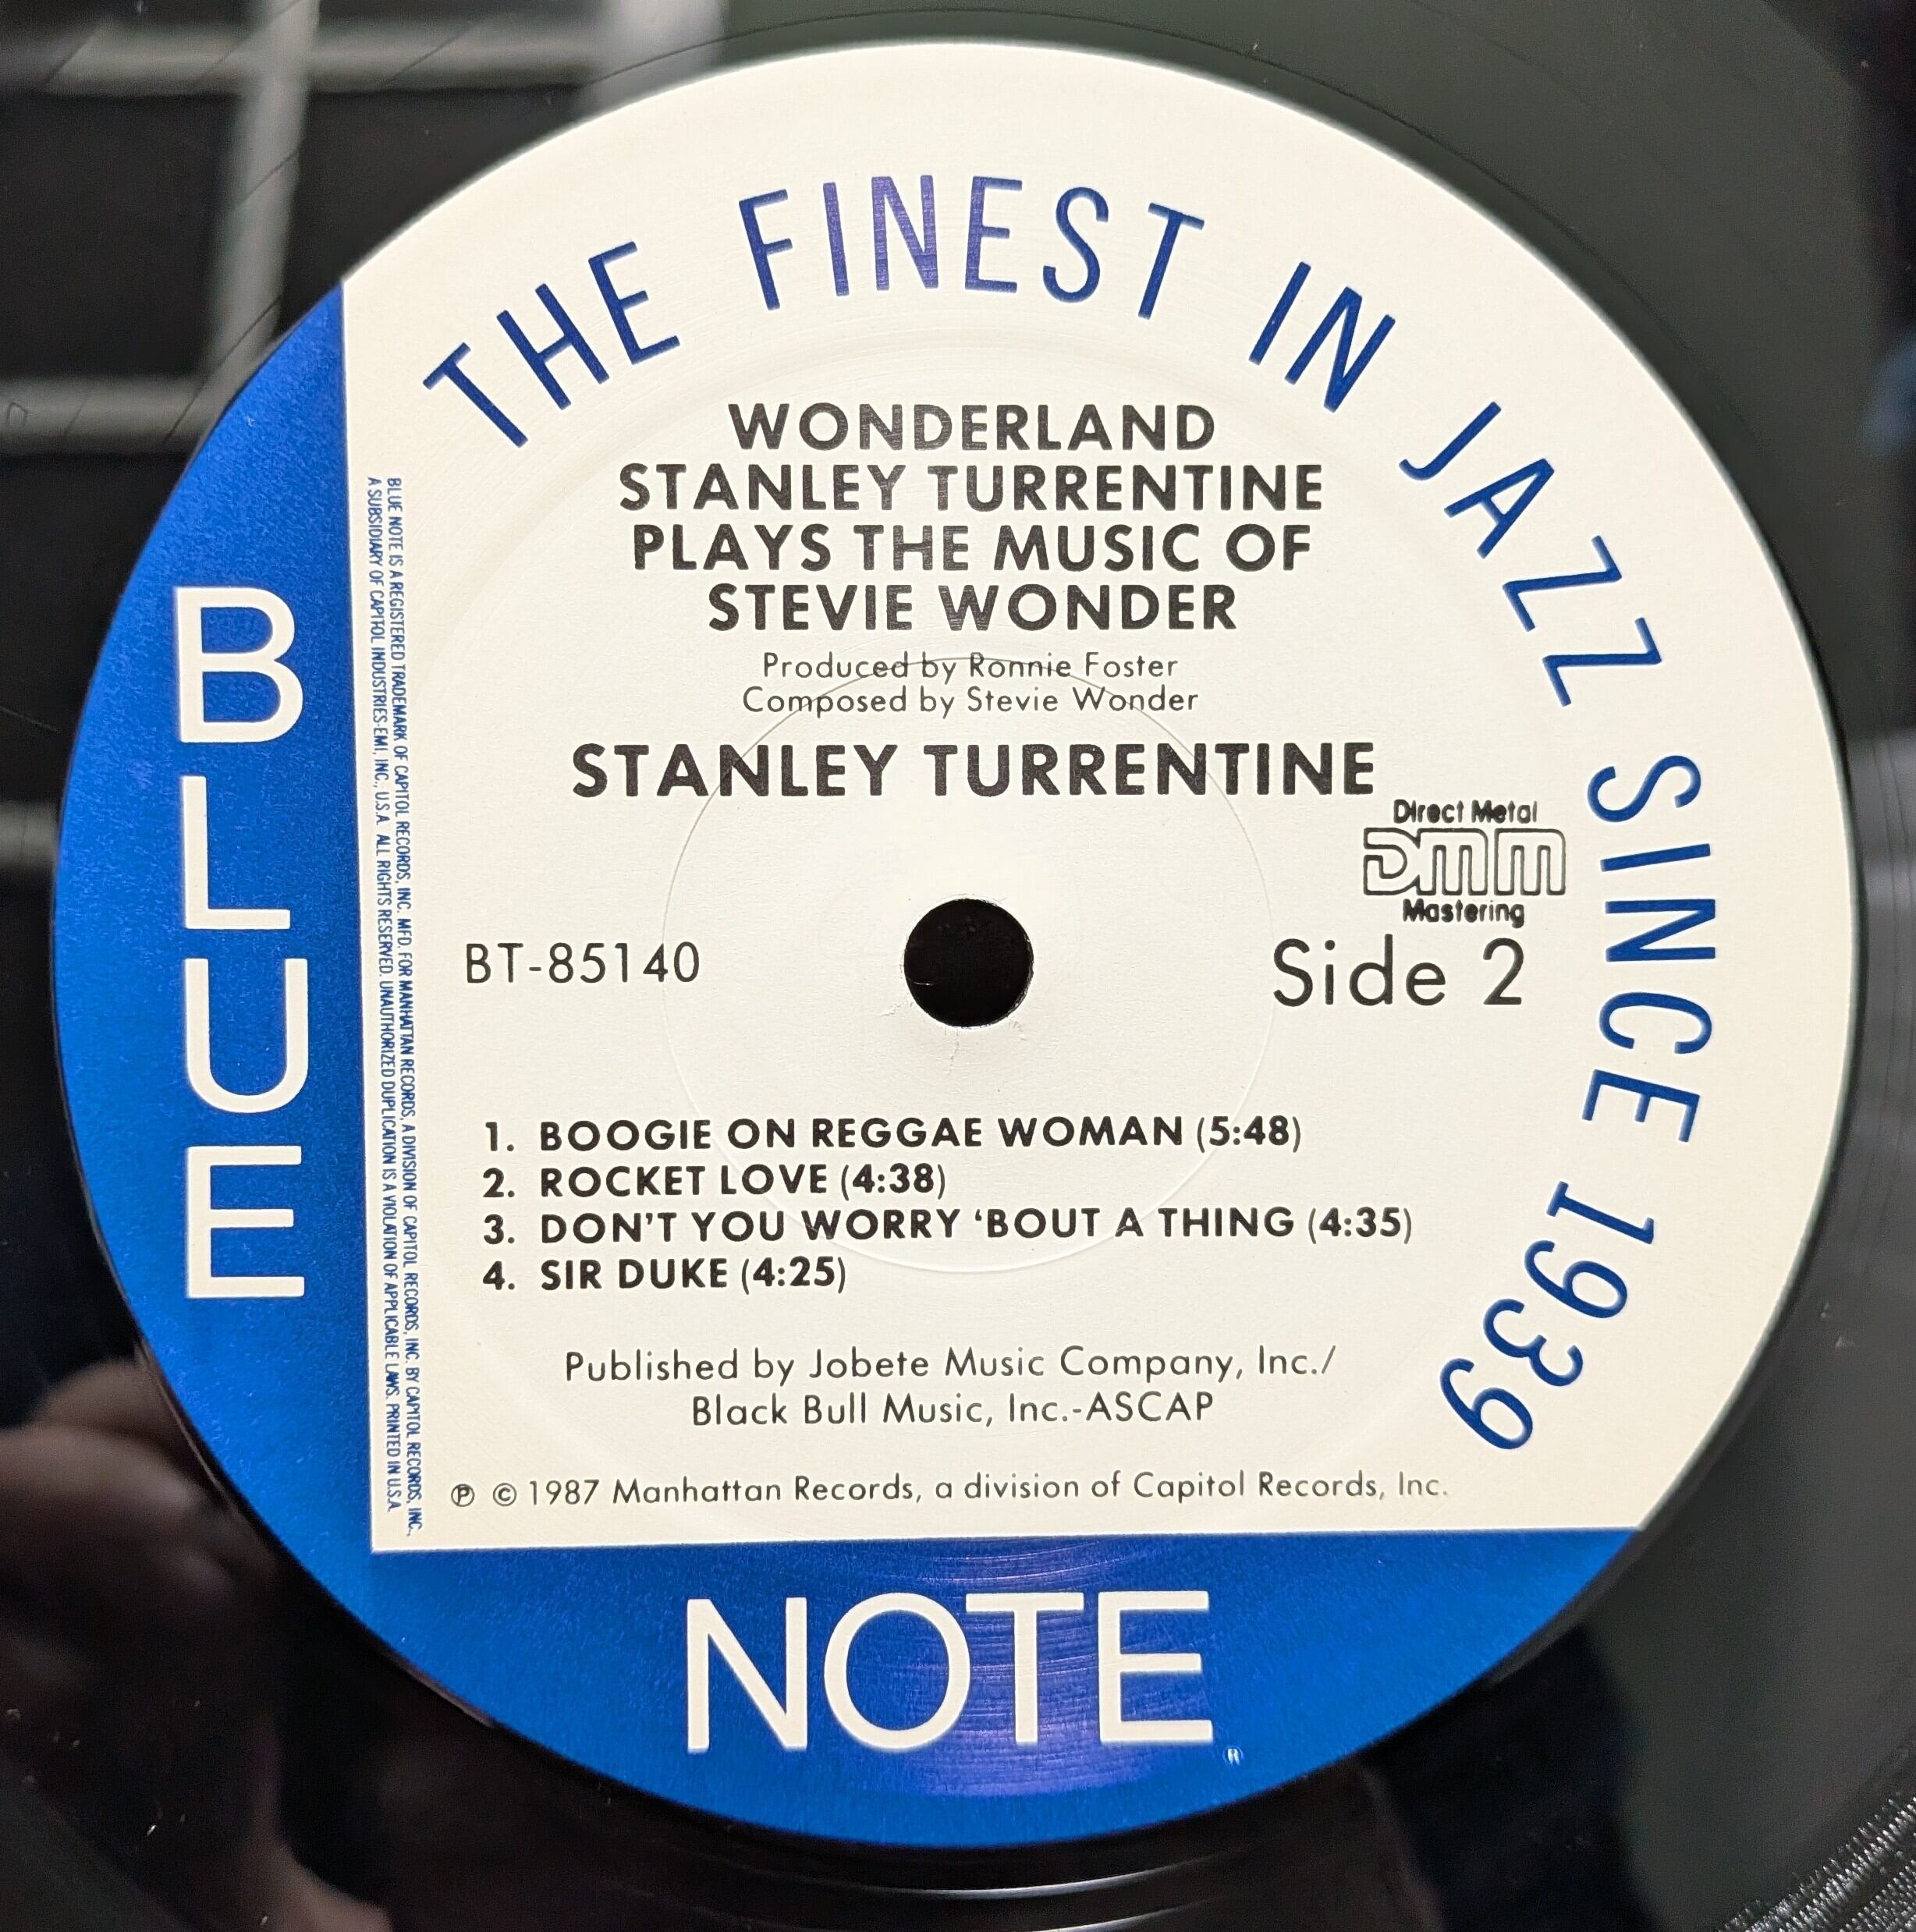 THE FINEST IN JAZZ SINCE 1939
WONDERLAND
STANLEY TURRENTINE
PLAYS THE MUSIC OF
STEVIE WONDER
Produced by Ronnie Foster
Composed by Stevie Wonder
STANLEY TURRENTINE
Direct Metal
DMM
Mastering
BT-85140
Side 2
1. BOOGIE ON REGGAE WOMAN (5:48)
2. ROCKET LOVE (4:38)
3. DON'T YOU WORRY ‘BOUT A THING (4:35)
4. SIR DUKE (4:25)
Published by Jobete Music Company, Inc./
Black Bull Music, Inc.-ASCAP
Ⓟ © 1987 Manhattan Records, a division of Capitol Records, Inc.
BLUE
NOTE®
BLUE NOTE IS A REGISTERED TRADEMARK OF CAPITOL RECORDS, INC. MFD. FOR MANHATTAN RECORDS, A DIVISION OF CAPITOL RECORDS, INC. BY CAPITOL RECORDS, INC.,
A SUBSIDIARY OF CAPITOL INDUSTRIES-EMI, INC., U.S.A. ALL RIGHTS RESERVED. UNAUTHORIZED DUPLICATION IS A VIOLATION OF APPLICABLE LAWS. PRINTED IN U.S.A.